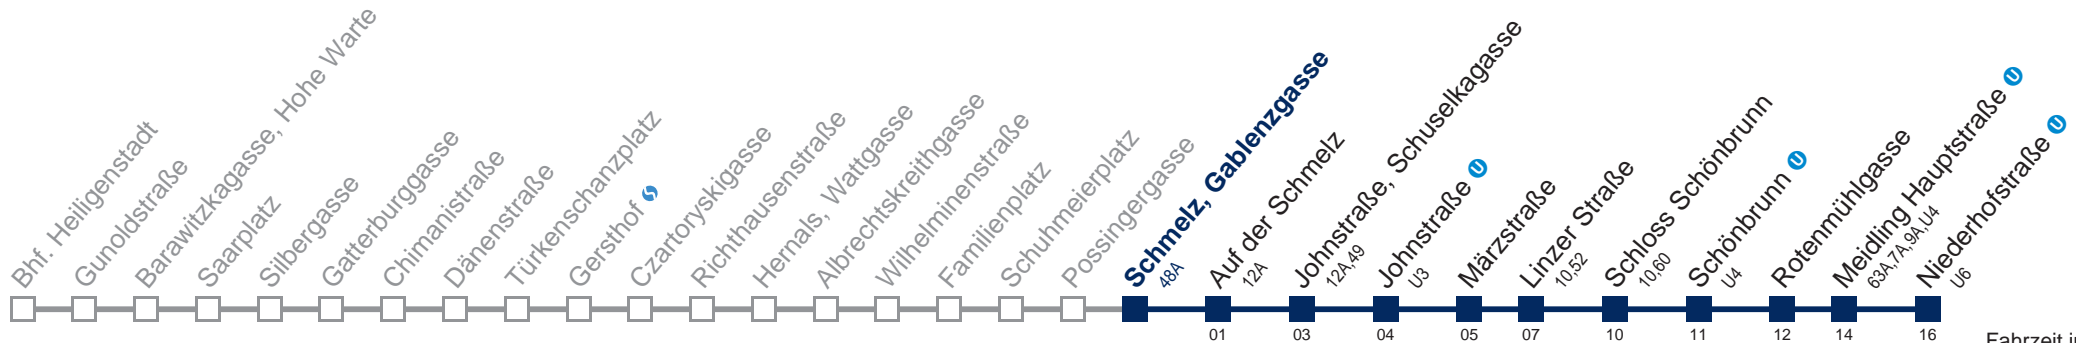 Bhf. Heiligenstadt
Gunoldstraße
Barawitzkagasse, Hohe Warte
Saarplatz
Silbergasse
Gatterburggasse
Chimanistraße
Dänenstraße
Türkenschanzplatz
Gersthof
Czartoryskigasse
Richthausenstraße
Hernals, Wattgasse
Albrechtskreithgasse
Wilhelminenstraße
Familienplatz
Schuhmeierplatz
Possingergasse
Schmelz, Gablenzgasse
48A
Auf der Schmelz
12A
Johnstraße, Schuselkagasse
12A,49
Johnstraße U
U3
Märzstraße
Linzer Straße
10,52
Schloss Schönbrunn
10,60
Schönbrunn U
U4
Rotenmühlgasse
Meidling Hauptstraße U
63A,7A,9A,U4
Niederhofstraße U
U6
01 03 04 05 07 10 11 12 14 16
Fahrzeit